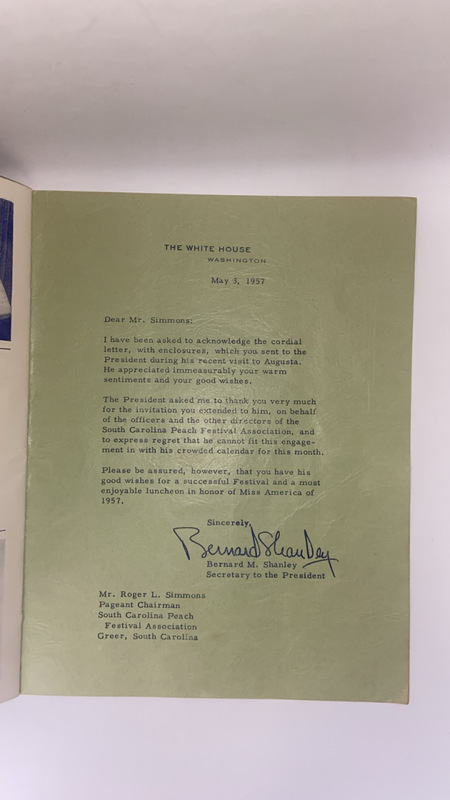 THE WHITE HOUSE
WASHINGTON
May 3, 1957
Dear Mr. Simmons:
I have been asked to acknowledge the cordial
letter, with enclosures, which you sent to the
President during his recent visit to Augusta.
He appreciated immeasurably your warm
sentiments and your good wishes.
The President asked me to thank you very much
for the invitation you extended to him, on behalf
of the officers and the other directors of the
South Carolina Peach Festival Association, and
to express regret that he cannot fit this engage-
ment in with his crowded calendar for this month.
Please be assured, however, that you have his
good wishes for a successful Festival and a most
enjoyable luncheon in honor of Miss America of
1957.
Sincerely,
Bernard Shanley
Bernard M. Shanley
Secretary to the President
Mr. Roger L. Simmons
Pageant Chairman
South Carolina Peach
Festival Association
Greer, South Carolina